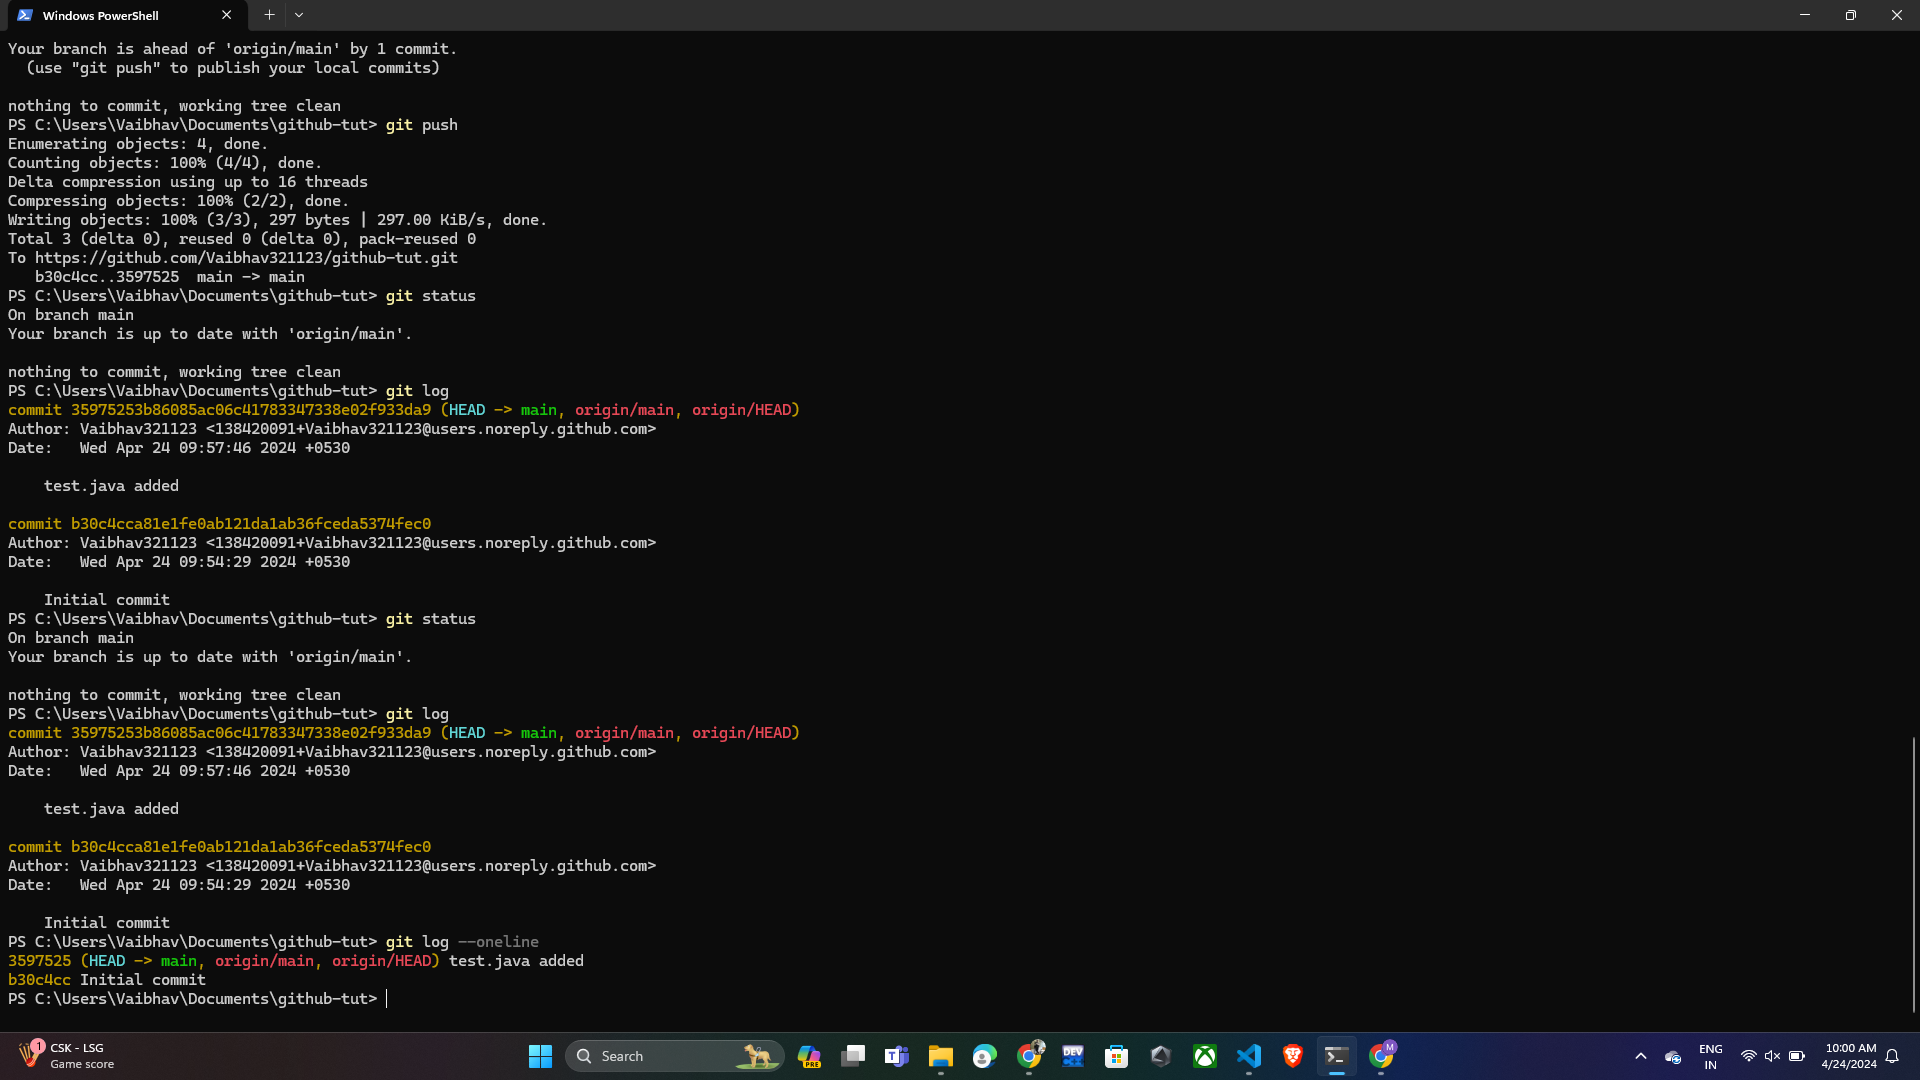 Windows PowerShell
Your branch is ahead of 'origin/main' by 1 commit.
  (use "git push" to publish your local commits)
nothing to commit, working tree clean
PS C:\Users\Vaibhav\Documents\github-tut> git push
Enumerating objects: 4, done.
Counting objects: 100% (4/4), done.
Delta compression using up to 16 threads
Compressing objects: 100% (2/2), done.
Writing objects: 100% (3/3), 297 bytes | 297.00 KiB/s, done.
Total 3 (delta 0), reused 0 (delta 0), pack-reused 0
To https://github.com/Vaibhav321123/github-tut.git
   b30c4cc..3597525  main -> main
PS C:\Users\Vaibhav\Documents\github-tut> git status
On branch main
Your branch is up to date with 'origin/main'.
nothing to commit, working tree clean
PS C:\Users\Vaibhav\Documents\github-tut> git log
commit 35975253b86085ac06c41783347338e02f933da9 (HEAD -> main, origin/main, origin/HEAD)
Author: Vaibhav321123 <138420091+Vaibhav321123@users.noreply.github.com>
Date:   Wed Apr 24 09:57:46 2024 +0530
    test.java added
commit b30c4cca81e1fe0ab121da1ab36fceda5374fec0
Author: Vaibhav321123 <138420091+Vaibhav321123@users.noreply.github.com>
Date:   Wed Apr 24 09:54:29 2024 +0530
    Initial commit
PS C:\Users\Vaibhav\Documents\github-tut> git status
On branch main
Your branch is up to date with 'origin/main'.
nothing to commit, working tree clean
PS C:\Users\Vaibhav\Documents\github-tut> git log
commit 35975253b86085ac06c41783347338e02f933da9 (HEAD -> main, origin/main, origin/HEAD)
Author: Vaibhav321123 <138420091+Vaibhav321123@users.noreply.github.com>
Date:   Wed Apr 24 09:57:46 2024 +0530
    test.java added
commit b30c4cca81e1fe0ab121da1ab36fceda5374fec0
Author: Vaibhav321123 <138420091+Vaibhav321123@users.noreply.github.com>
Date:   Wed Apr 24 09:54:29 2024 +0530
    Initial commit
PS C:\Users\Vaibhav\Documents\github-tut> git log --oneline
3597525 (HEAD -> main, origin/main, origin/HEAD) test.java added
b30c4cc Initial commit
PS C:\Users\Vaibhav\Documents\github-tut>
1
CSK - LSG
Game score
Search
PRE
DEV
M
ENG
IN
10:00 AM
4/24/2024